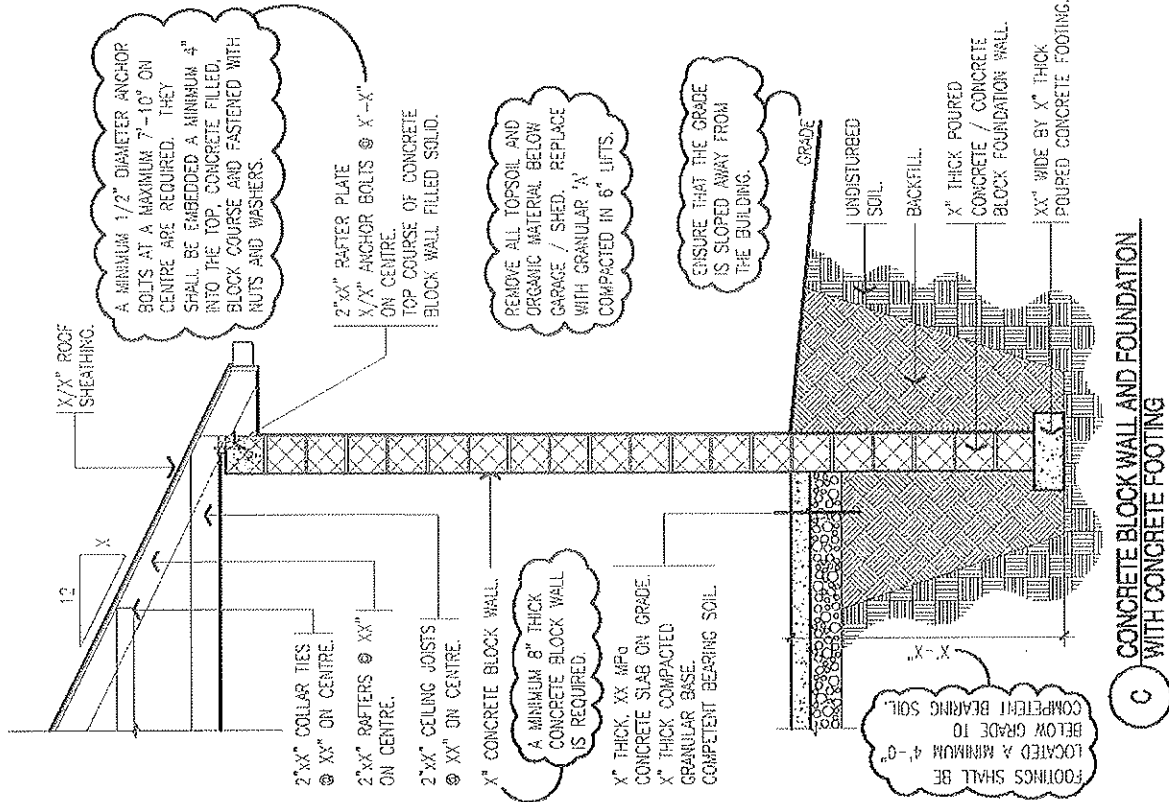 X/X" ROOF
SHEATHING.
12
X
A MINIMUM 1/2" DIAMETER ANCHOR
BOLTS AT A MAXIMUM 7'-10" ON
CENTRE ARE REQUIRED. THEY
SHALL BE EMBEDDED A MINIMUM 4"
INTO THE TOP, CONCRETE FILLED,
BLOCK COURSE AND FASTENED WITH
NUTS AND WASHERS.
2"xX" RAFTER PLATE
X/X" ANCHOR BOLTS @ X'-X"
ON CENTRE.
TOP COURSE OF CONCRETE
BLOCK WALL FILLED SOLID.
2"xXX" COLLAR TIES
@ XX" ON CENTRE.
2"xXX" RAFTERS @ XX"
ON CENTRE.
2"xXX" CEILING JOISTS
@ XX" ON CENTRE.
X" CONCRETE BLOCK WALL.
A MINIMUM 8" THICK
CONCRETE BLOCK WALL
IS REQUIRED.
REMOVE ALL TOPSOIL AND
ORGANIC MATERIAL BELOW
GARAGE / SHED. REPLACE
WITH GRANULAR 'A'
COMPACTED IN 6" LIFTS.
X" THICK, XX MPa
CONCRETE SLAB ON GRADE.
X" THICK COMPACTED
GRANULAR BASE.
COMPETENT BEARING SOIL.
ENSURE THAT THE GRADE
IS SLOPED AWAY FROM
THE BUILDING.
GRADE
UNDISTURBED
SOIL.
BACKFILL.
X" THICK POURED
CONCRETE / CONCRETE
BLOCK FOUNDATION WALL.
XX" WIDE BY X" THICK
POURED CONCRETE FOOTING.
X'-X"
FOOTINGS SHALL BE
LOCATED A MINIMUM 4'-0"
BELOW GRADE TO
COMPETENT BEARING SOIL.
C
CONCRETE BLOCK WALL AND FOUNDATION
WITH CONCRETE FOOTING